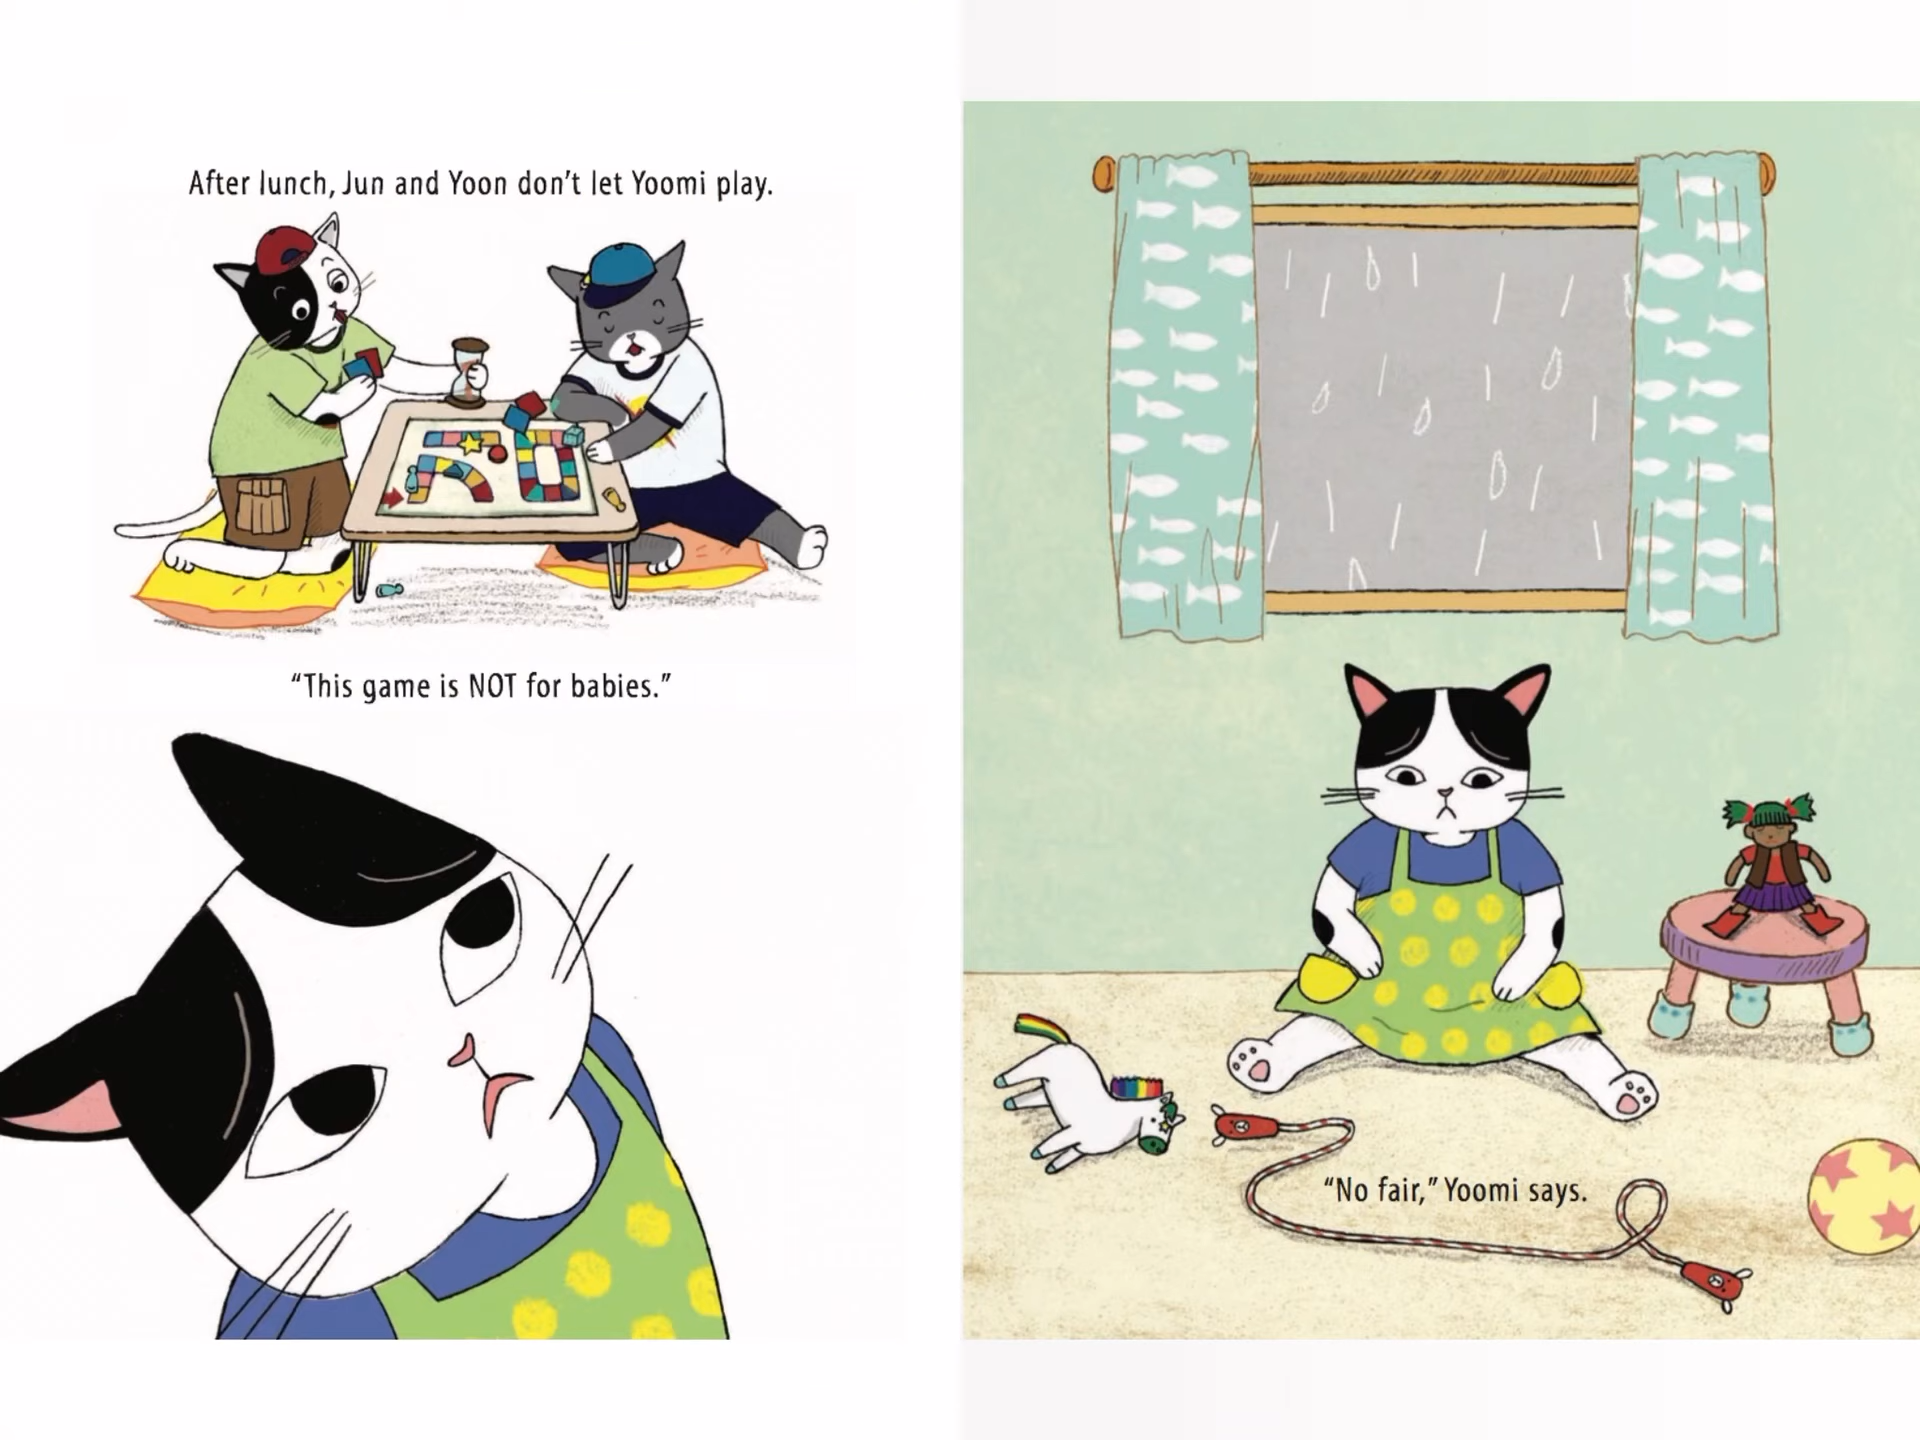 After lunch, Jun and Yoon don’t let Yoomi play.
“This game is NOT for babies.”
“No fair,” Yoomi says.